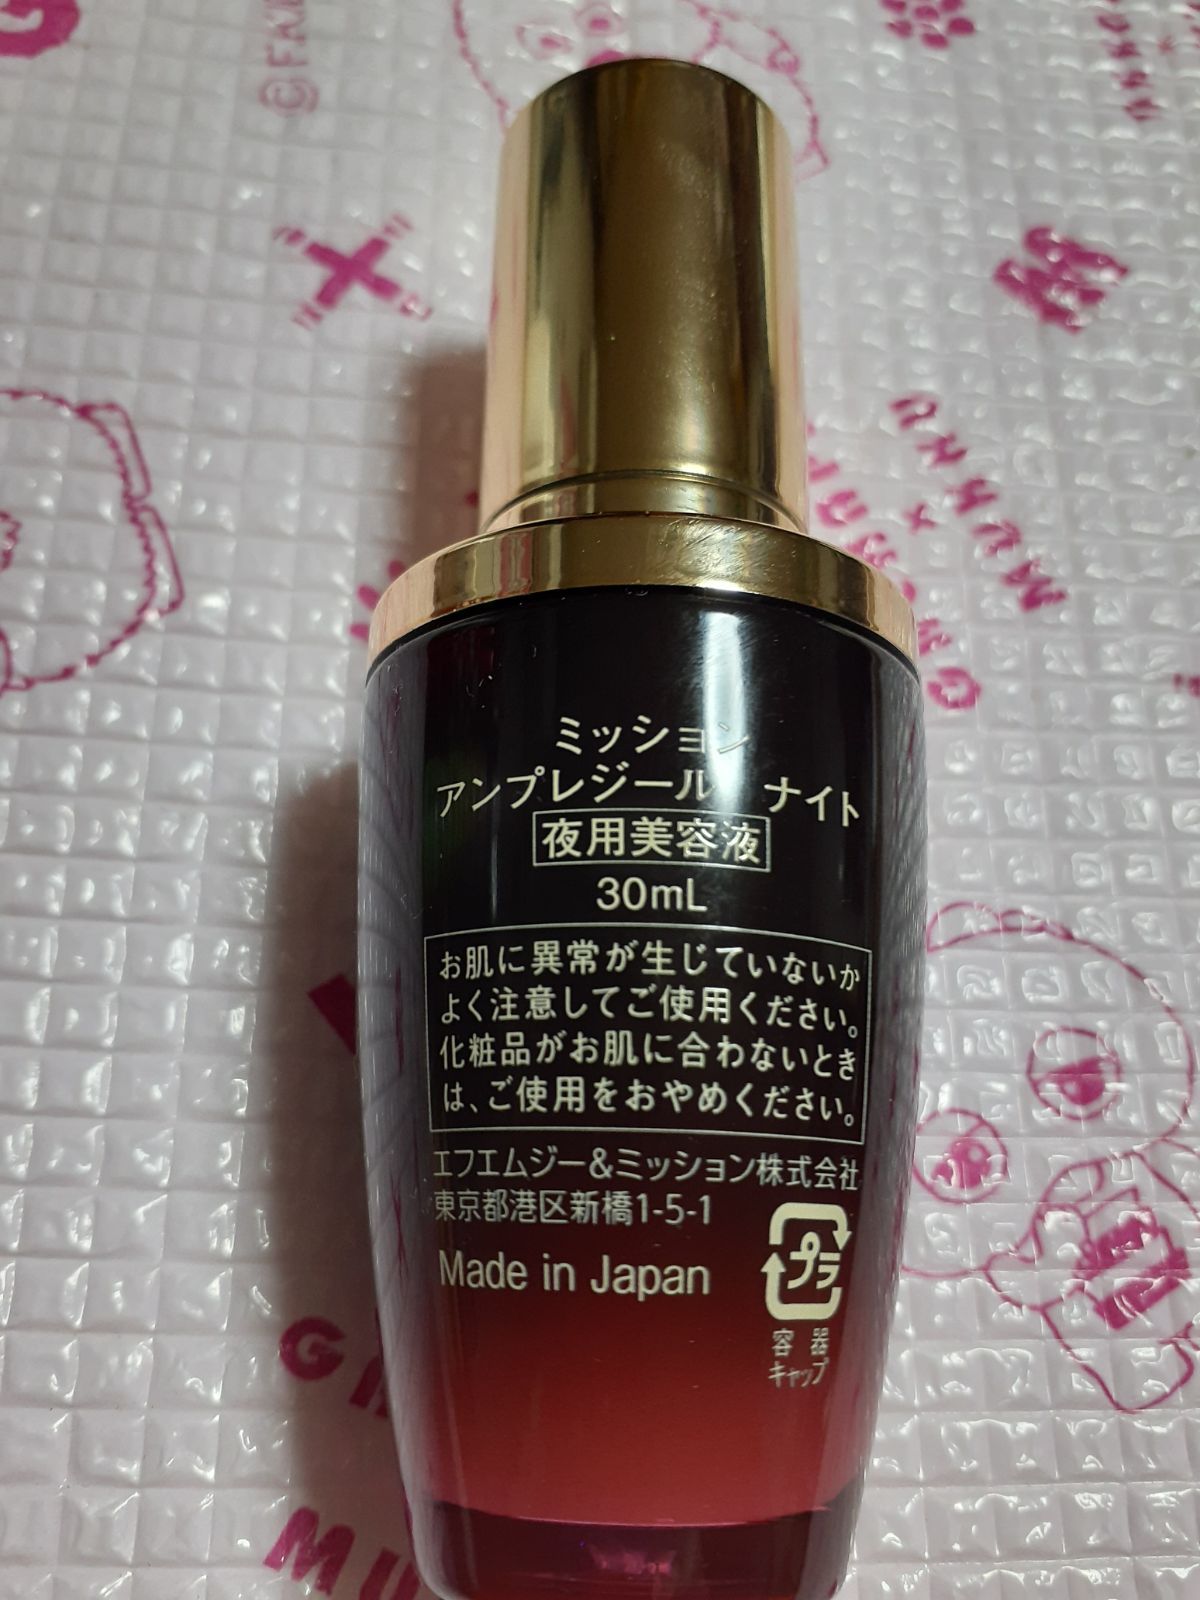 ミッション
アンプレジール ナイト
夜用美容液
30mL
お肌に異常が生じていないか
よく注意してご使用ください。
化粧品がお肌に合わないとき
は、ご使用をおやめください。
エフエムジー&ミッション株式会社
東京都港区新橋1-5-1
Made in Japan
プラ
容器
キャップ